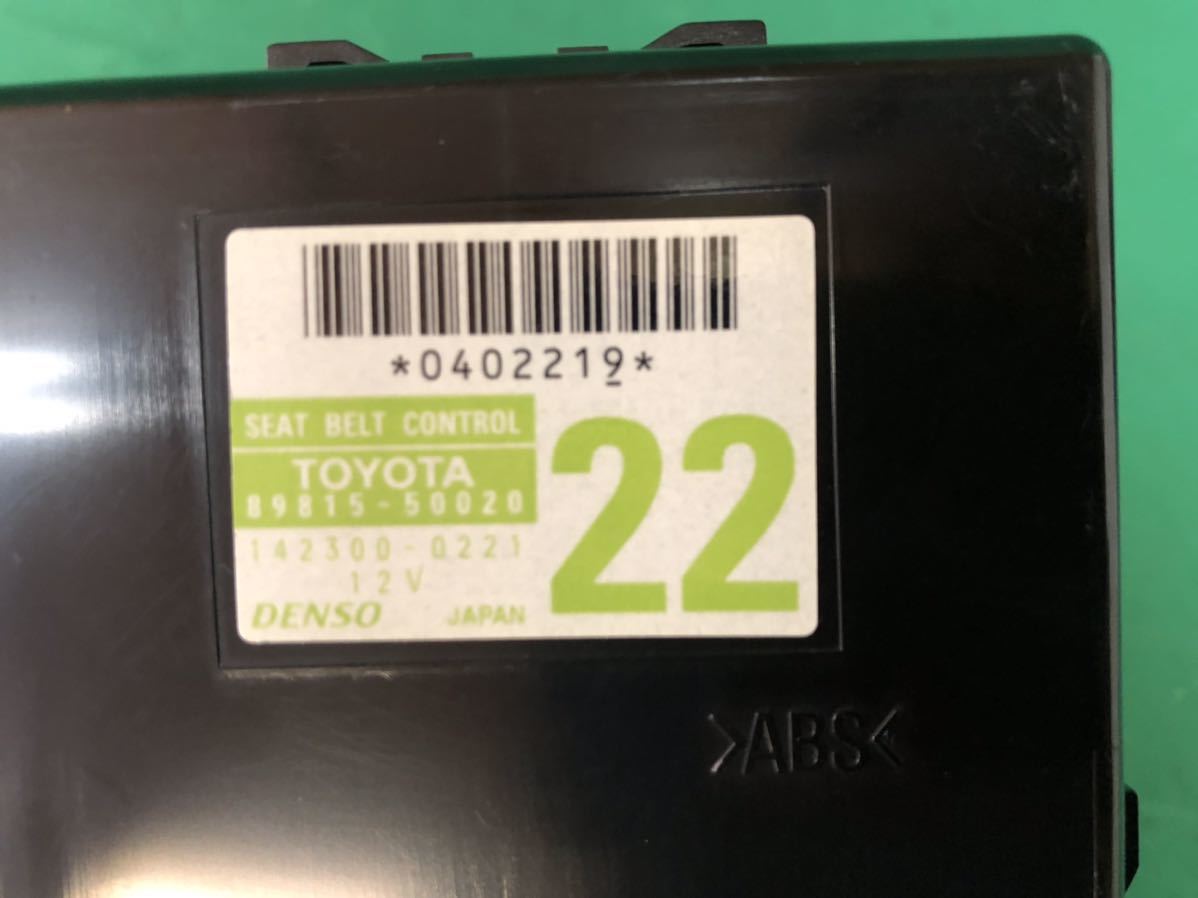 *0402219*
SEAT BELT CONTROL
TOYOTA
89815-50020
142300-0221
12V
DENSO JAPAN
22
>ABS<